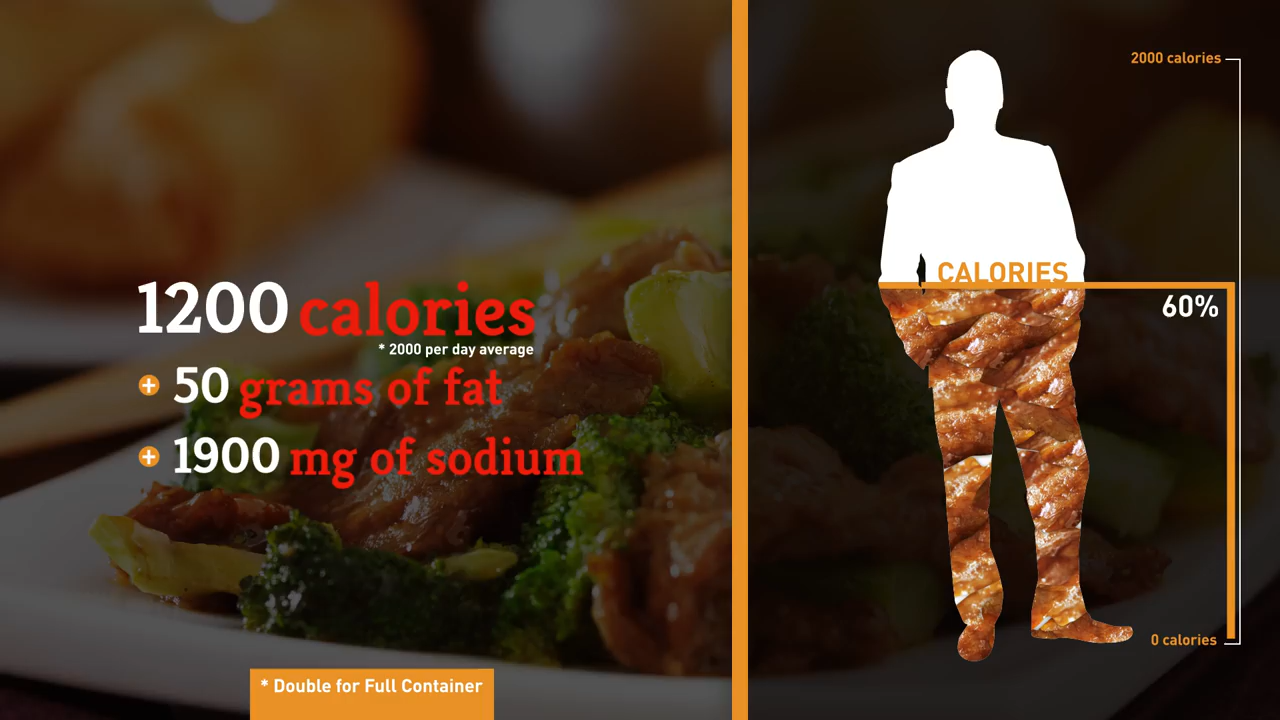 1200 calories
* 2000 per day average
+ 50 grams of fat
+ 1900 mg of sodium
* Double for Full Container
2000 calories
CALORIES
60%
0 calories